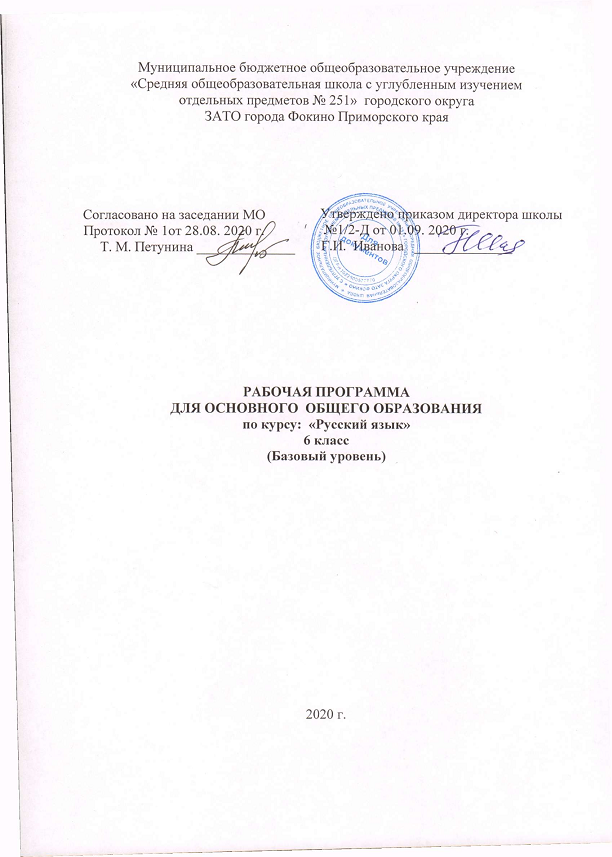 Муниципальное бюджетное общеобразовательное учреждение
«Средняя общеобразовательная школа с углубленным изучением
отдельных предметов № 251» городского округа
ЗАТО города Фокино Приморского края
Согласовано на заседании МО
Протокол № 1от 28.08. 2020 г.
Т. М. Петунина
Утверждено приказом директора школы
№1/2-Д от 01.09. 2020 г.
Г.И. Иванова
Для
документов
РАБОЧАЯ ПРОГРАММА
ДЛЯ ОСНОВНОГО ОБЩЕГО ОБРАЗОВАНИЯ
по курсу: «Русский язык»
6 класс
(Базовый уровень)
2020 г.